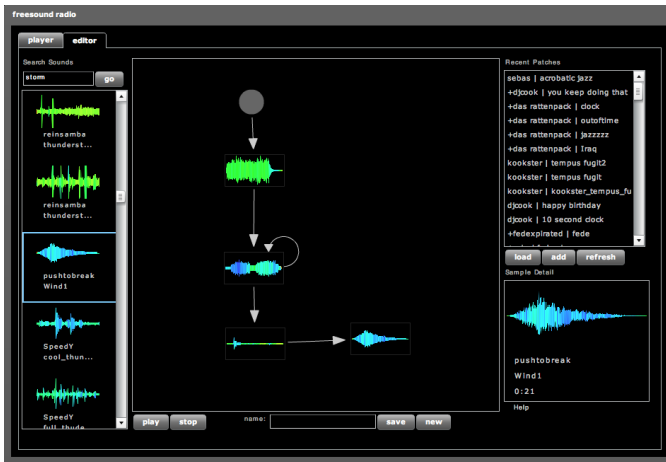 freesound radio
player
editor
Search Sounds
stom
go
reinsamba
thunderst...
reinsamba
thunderst...
pushtobreak
Wind1
SpeedY
cool_thun...
SpeedY
play
stop
name:
save
new
Recent Patches
sebas | acrobatic jazz
+djcook | you keep doing that
+das rattenpack | clock
+das rattenpack | outoftime
+das rattenpack | jazzzzz
+das rattenpack | Iraq
kookster | tempus fugit2
kookster | tempus fugit
kookster | kookster_tempus_fu
djcook | happy birthday
djcook | 10 second clock
+fedexpirated | fede
load
add
refresh
Sample Detail
pushtobreak
Wind1
0:21
Help